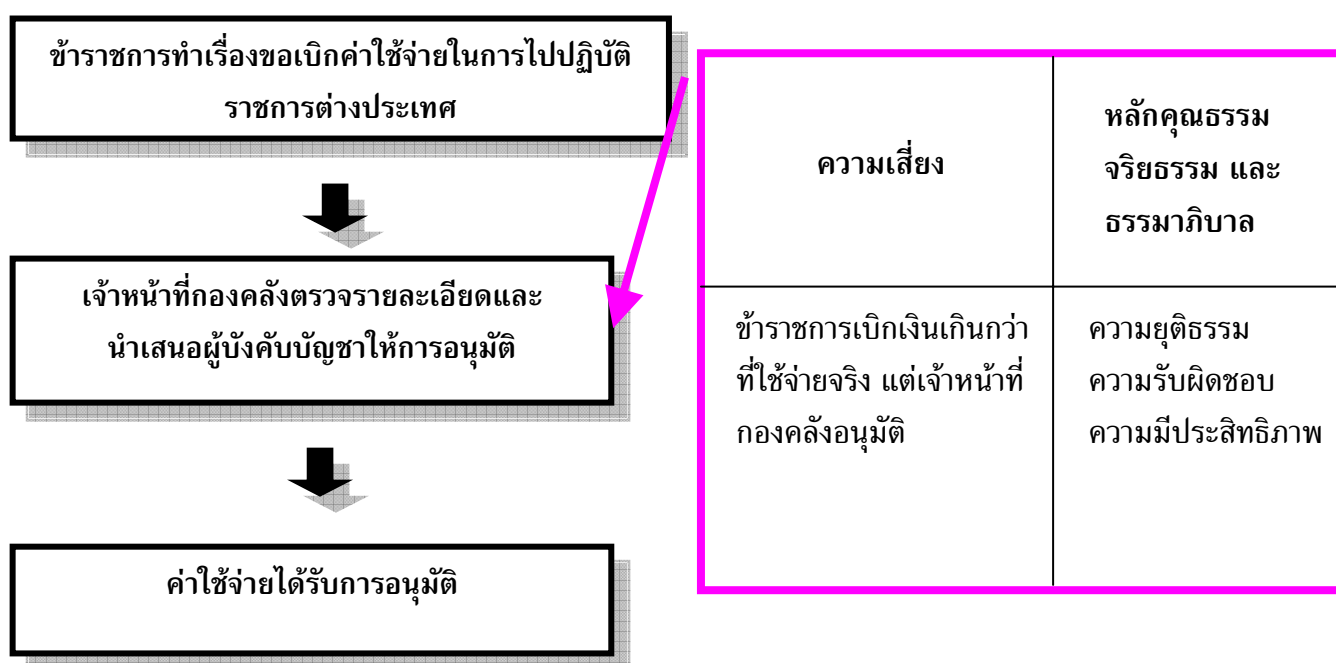 ข้าราชการทำเรื่องขอเบิกค่าใช้จ่ายในการไปปฏิบัติ
ราชการต่างประเทศ
เจ้าหน้าที่กองคลังตรวจรายละเอียดและ
นำเสนอผู้บังคับบัญชาให้การอนุมัติ
ค่าใช้จ่ายได้รับการอนุมัติ
ความเสี่ยง
หลักคุณธรรม
จริยธรรม และ
ธรรมาภิบาล
ข้าราชการเบิกเงินเกินกว่า
ที่ใช้จ่ายจริง แต่เจ้าหน้าที่
กองคลังอนุมัติ
ความยุติธรรม
ความรับผิดชอบ
ความมีประสิทธิภาพ